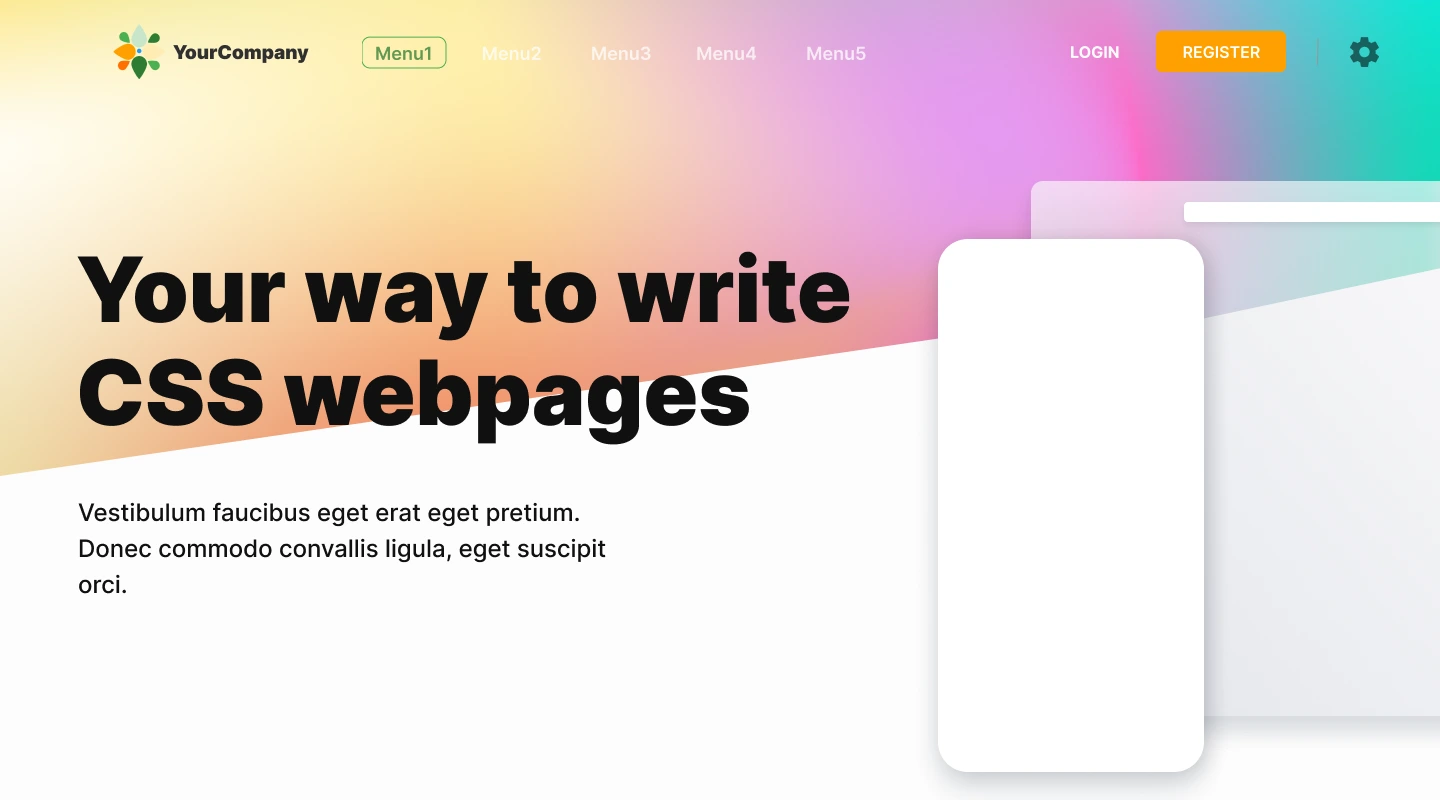 YourCompany
Menu1
Menu2
Menu3
Menu4
Menu5
LOGIN
REGISTER
Your way to write
CSS webpages
Vestibulum faucibus eget erat eget pretium.
Donec commodo convallis ligula, eget suscipit
orci.